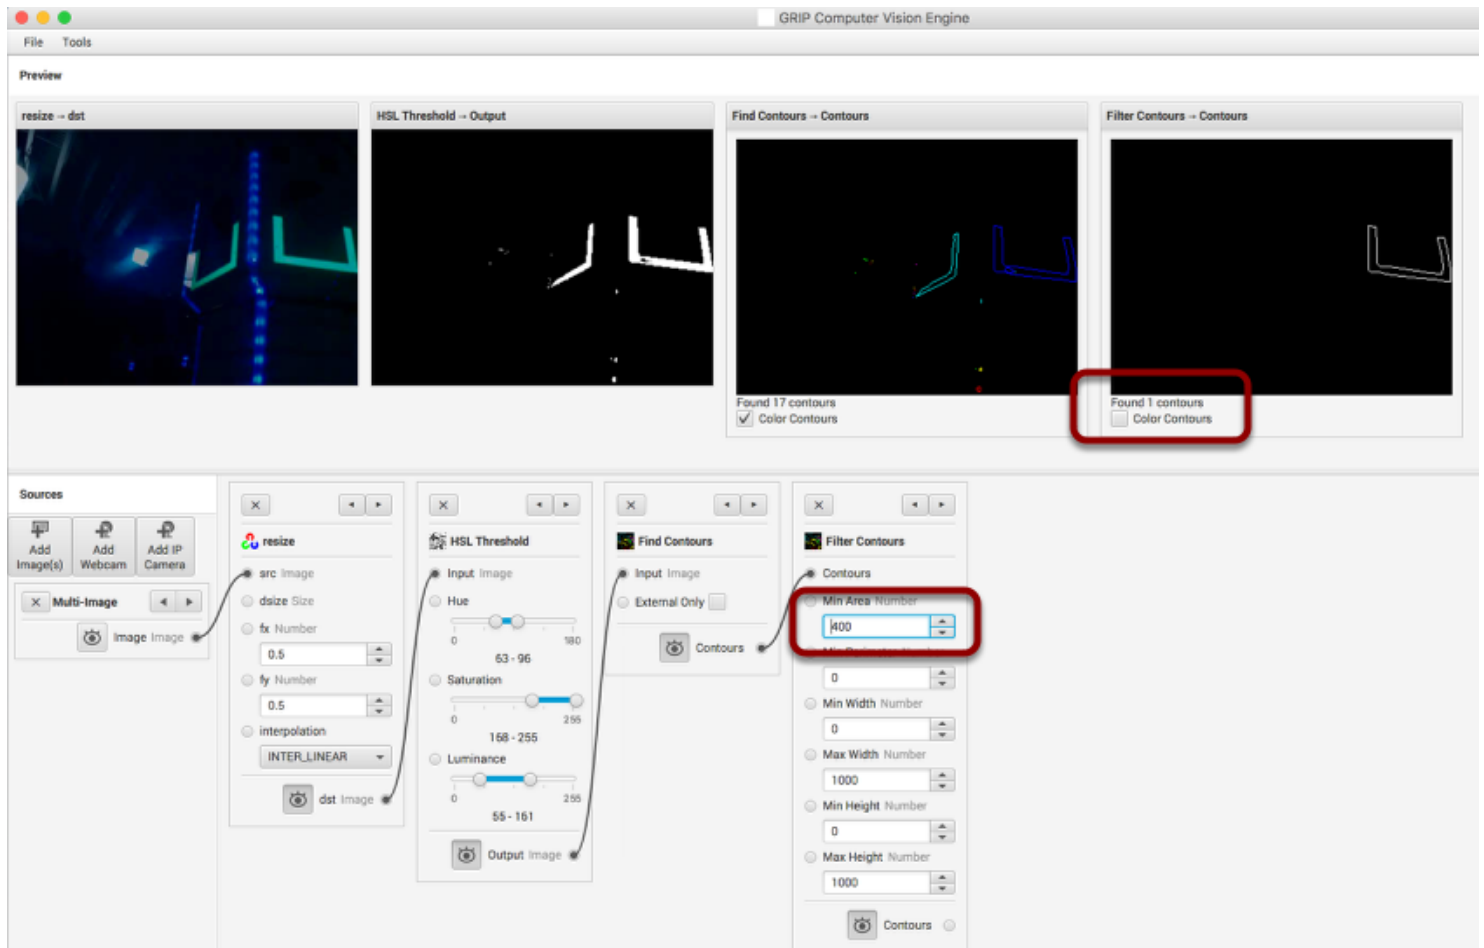 GRIP Computer Vision Engine
File Tools
Preview
resize → dst
HSL Threshold → Output
Find Contours → Contours
Filter Contours → Contours
Found 17 contours
Color Contours
Found 1 contours
Color Contours
Sources
Add Image(s)
Add Webcam
Add IP Camera
Multi-Image
Image Image
resize
src Image
dsize Size
fx Number
0.5
fy Number
0.5
interpolation
INTER_LINEAR
dst Image
HSL Threshold
Input Image
Hue
0 180
63 - 96
Saturation
0 255
168 - 255
Luminance
0 255
55 - 161
Output Image
Find Contours
Input Image
External Only
Contours
Filter Contours
Contours
Min Area Number
400
Min Perimeter Number
0
Min Width Number
0
Max Width Number
1000
Min Height Number
0
Max Height Number
1000
Contours